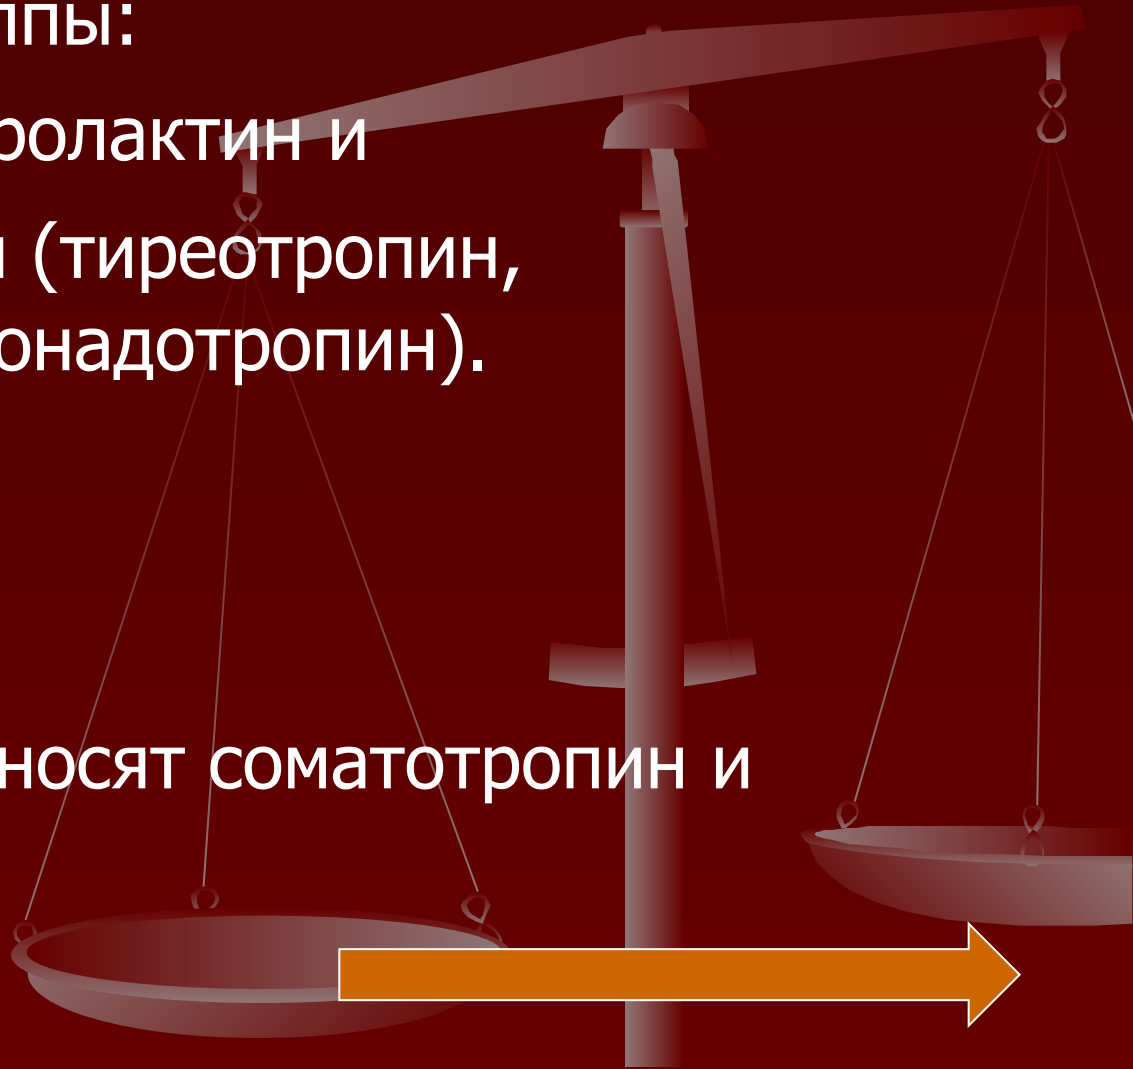 ппы:
ролактин и
и (тиреотропин,
онадотропин).
носят соматотропин и